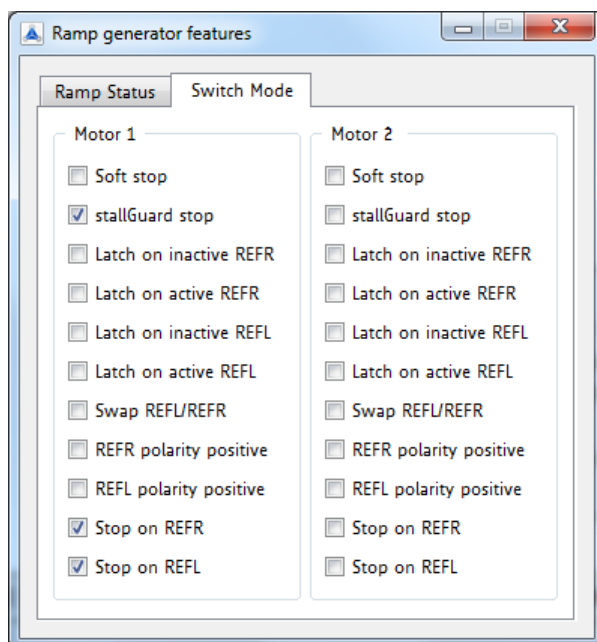 Ramp generator features
Ramp Status
Switch Mode
Motor 1
Soft stop
stallGuard stop
Latch on inactive REFR
Latch on active REFR
Latch on inactive REFL
Latch on active REFL
Swap REFL/REFR
REFR polarity positive
REFL polarity positive
Stop on REFR
Stop on REFL
Motor 2
Soft stop
stallGuard stop
Latch on inactive REFR
Latch on active REFR
Latch on inactive REFL
Latch on active REFL
Swap REFL/REFR
REFR polarity positive
REFL polarity positive
Stop on REFR
Stop on REFL